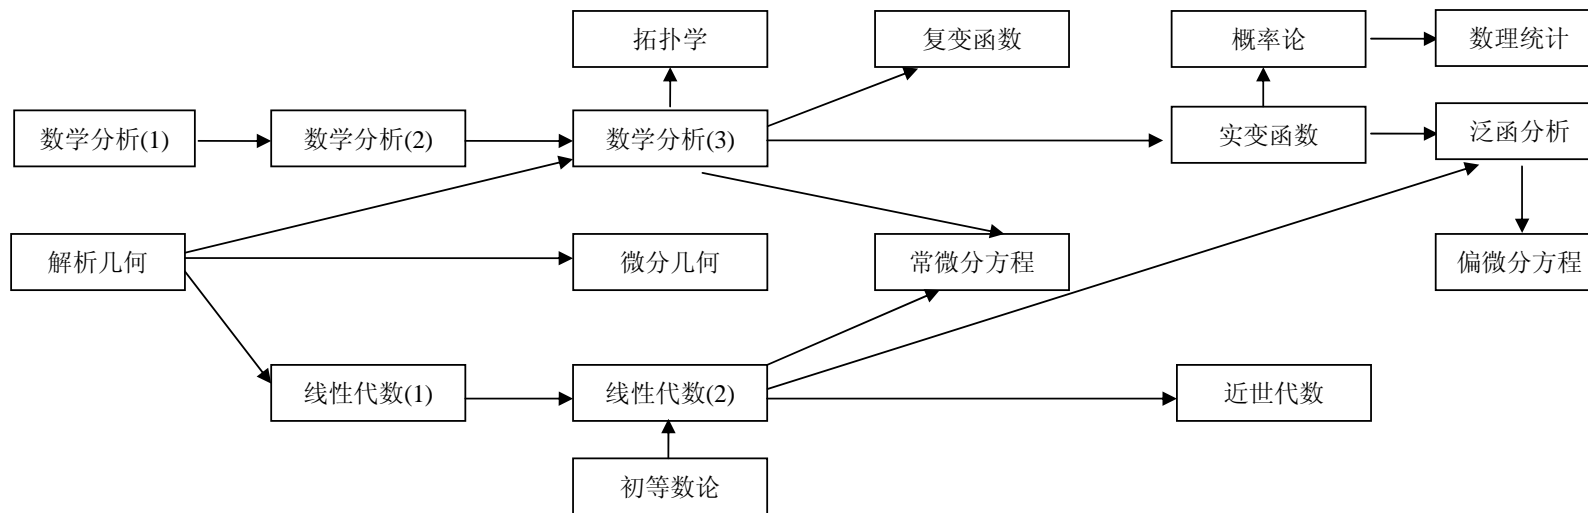 拓扑学
复变函数
概率论
数理统计
数学分析(1)
数学分析(2)
数学分析(3)
实变函数
泛函分析
解析几何
微分几何
常微分方程
偏微分方程
线性代数(1)
线性代数(2)
近世代数
初等数论